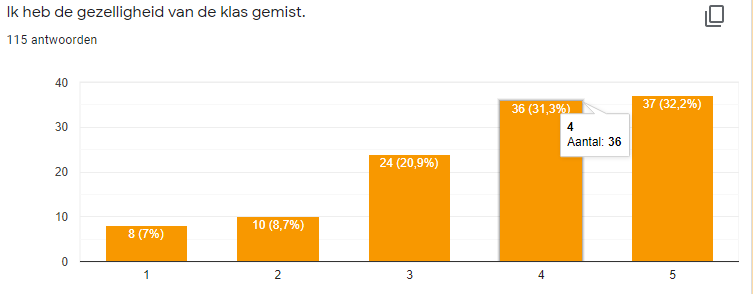 Ik heb de gezelligheid van de klas gemist.
115 antwoorden
40
30
20
10
0
8 (7%)
10 (8,7%)
24 (20,9%)
36 (31,3%)
37 (32,2%)
4
Aantal: 36
1 2 3 4 5